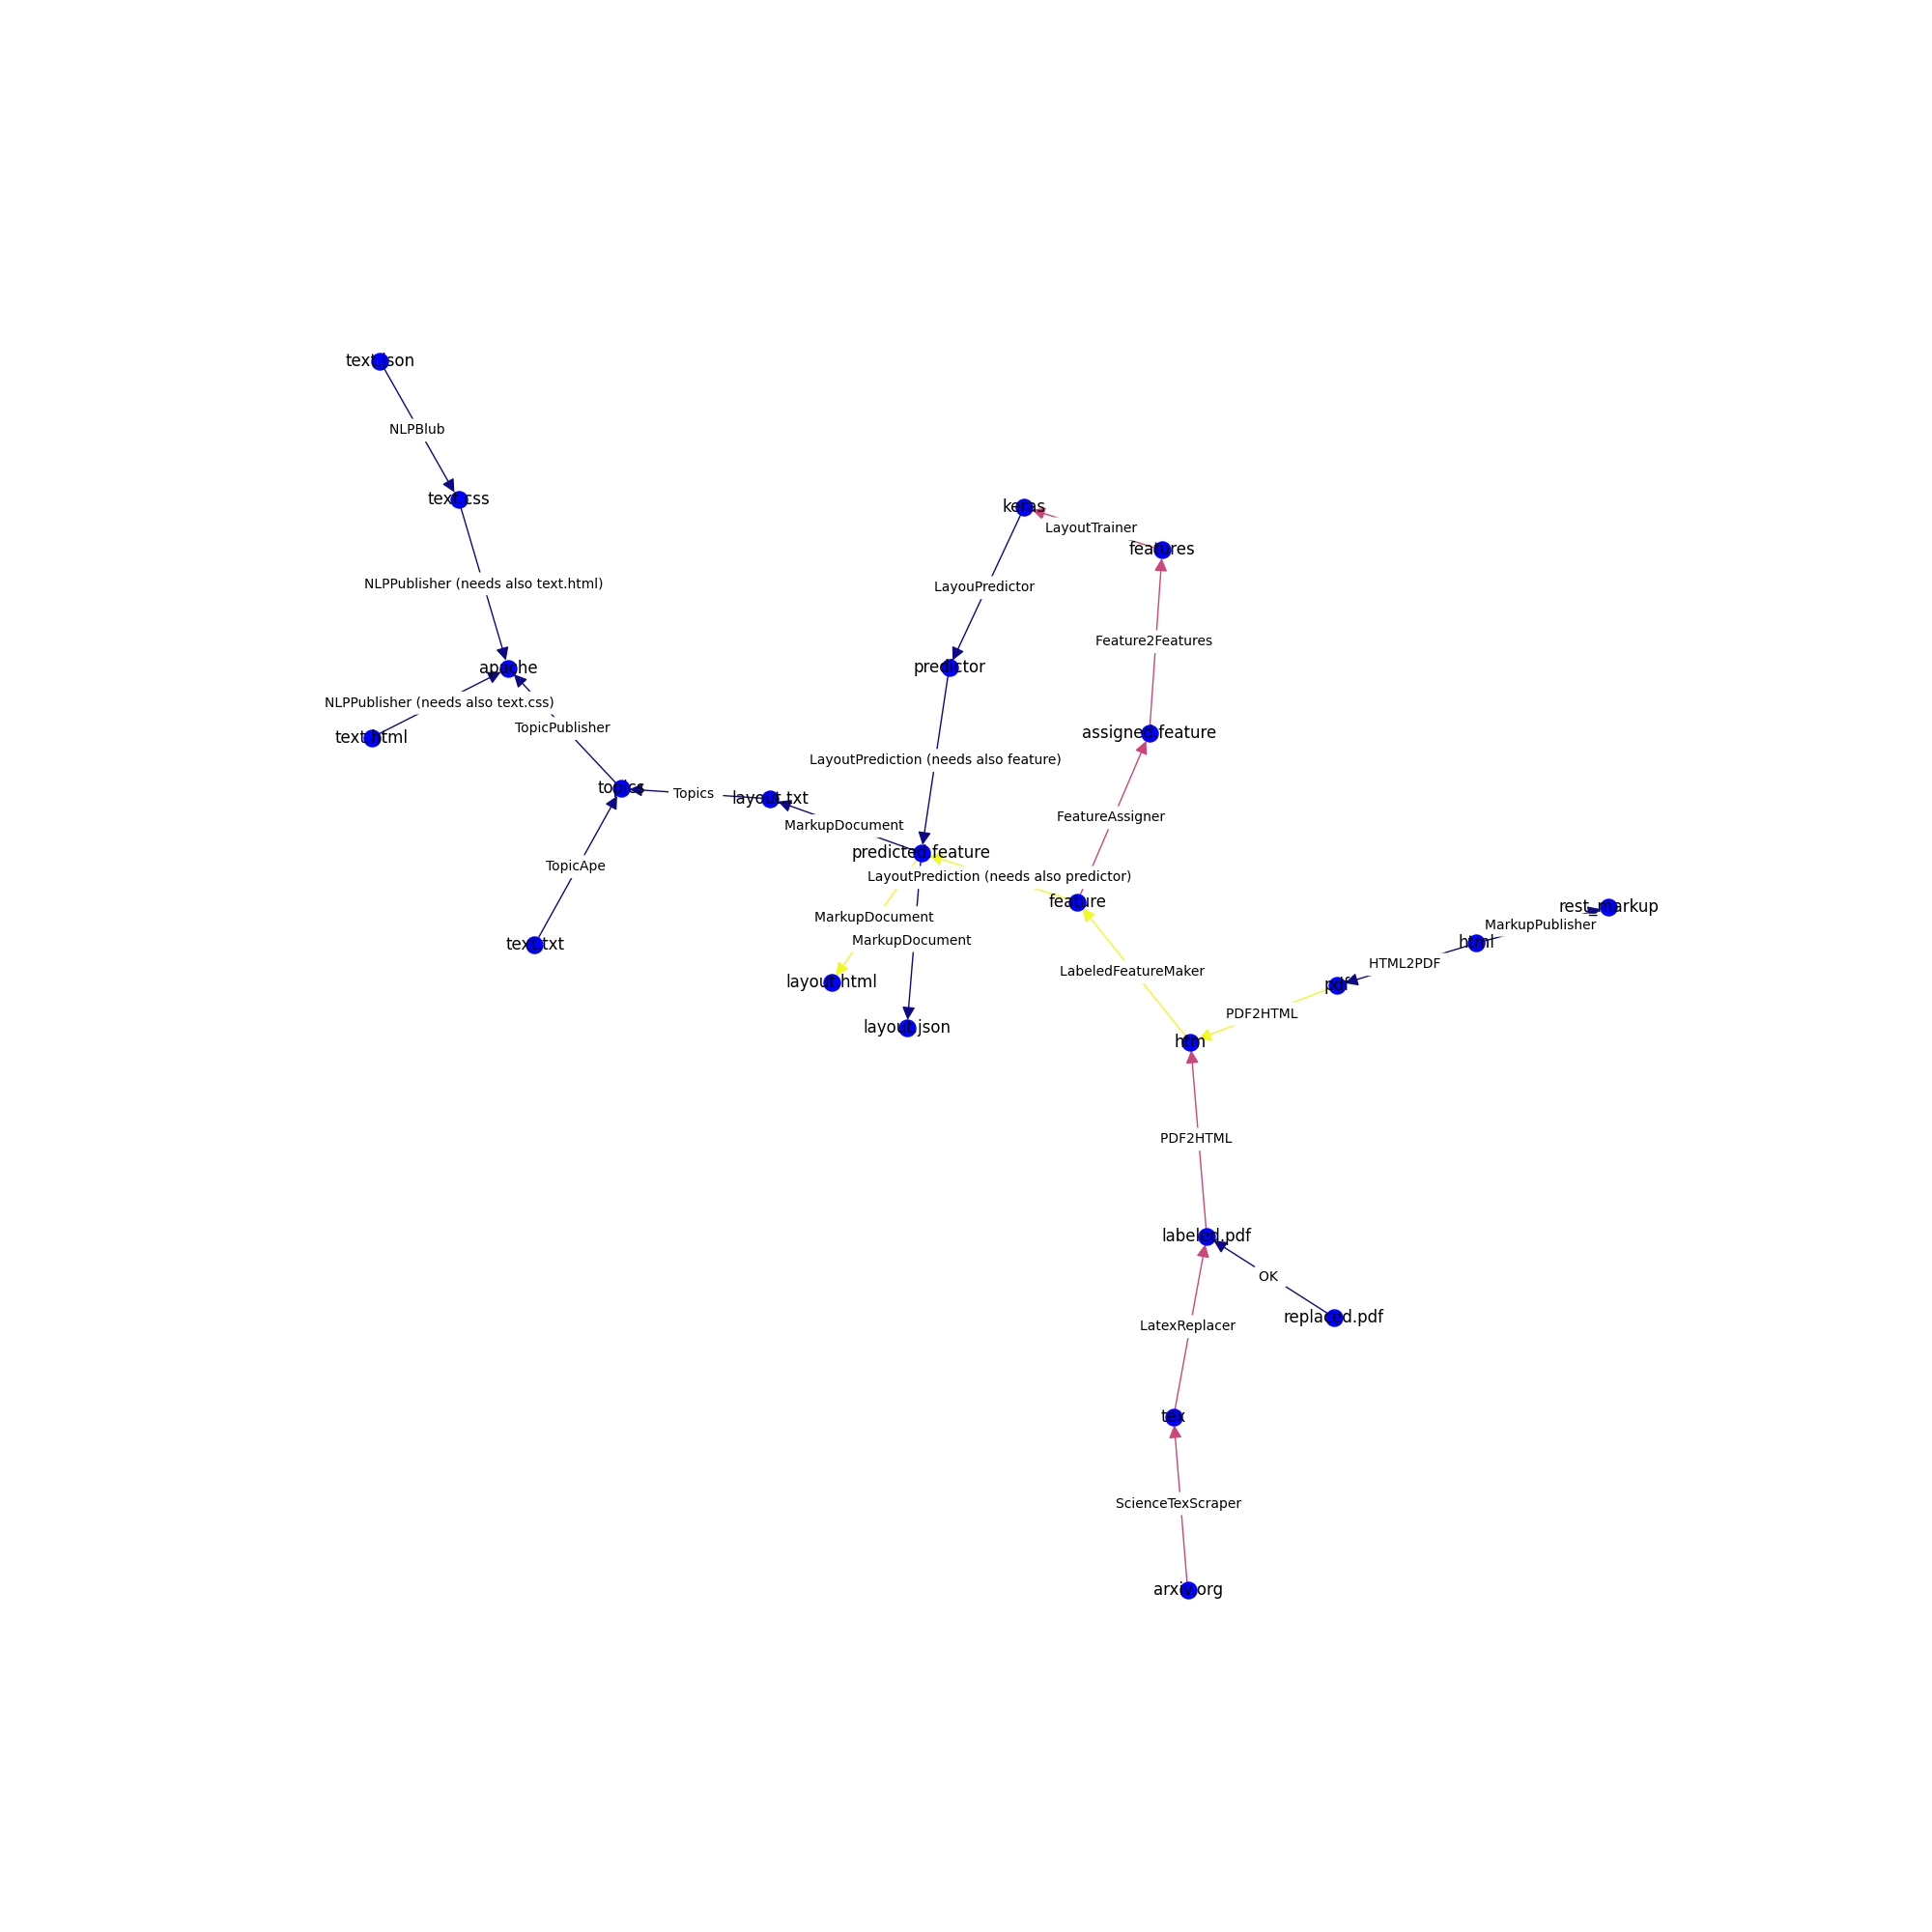 text.json
NLPBlub
text.css
keras
LayoutTrainer
features
NLPPublisher (needs also text.html)
LayouPredictor
Feature2Features
apache
predictor
NLPPublisher (needs also text.css)
TopicPublisher
text.html
assigned.feature
LayoutPrediction (needs also feature)
topics
Topics
layout.txt
FeatureAssigner
MarkupDocument
predicted.feature
TopicApe
LayoutPrediction (needs also predictor)
feature
rest_markup
MarkupDocument
MarkupPublisher
MarkupDocument
text.txt
html
HTML2PDF
LabeledFeatureMaker
layout.html
pdf
PDF2HTML
layout.json
htm
PDF2HTML
labeled.pdf
OK
replaced.pdf
LatexReplacer
tex
ScienceTexScraper
arxiv.org